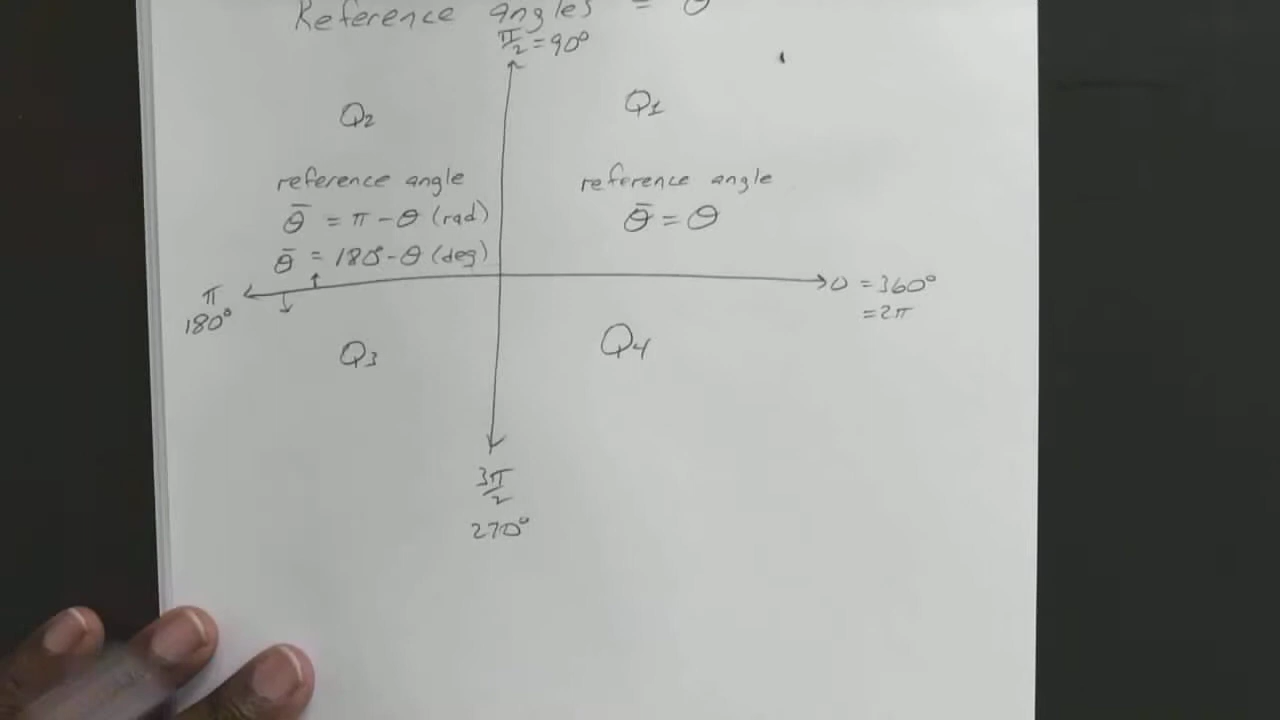 Reference angles =
π/2 = 90°
Q2
Q1
reference angle
θ̄ = π - θ (rad)
θ̄ = 180° - θ (deg)
reference angle
θ̄ = θ
π
180°
0 = 360°
= 2π
Q3
Q4
3π/2
270°